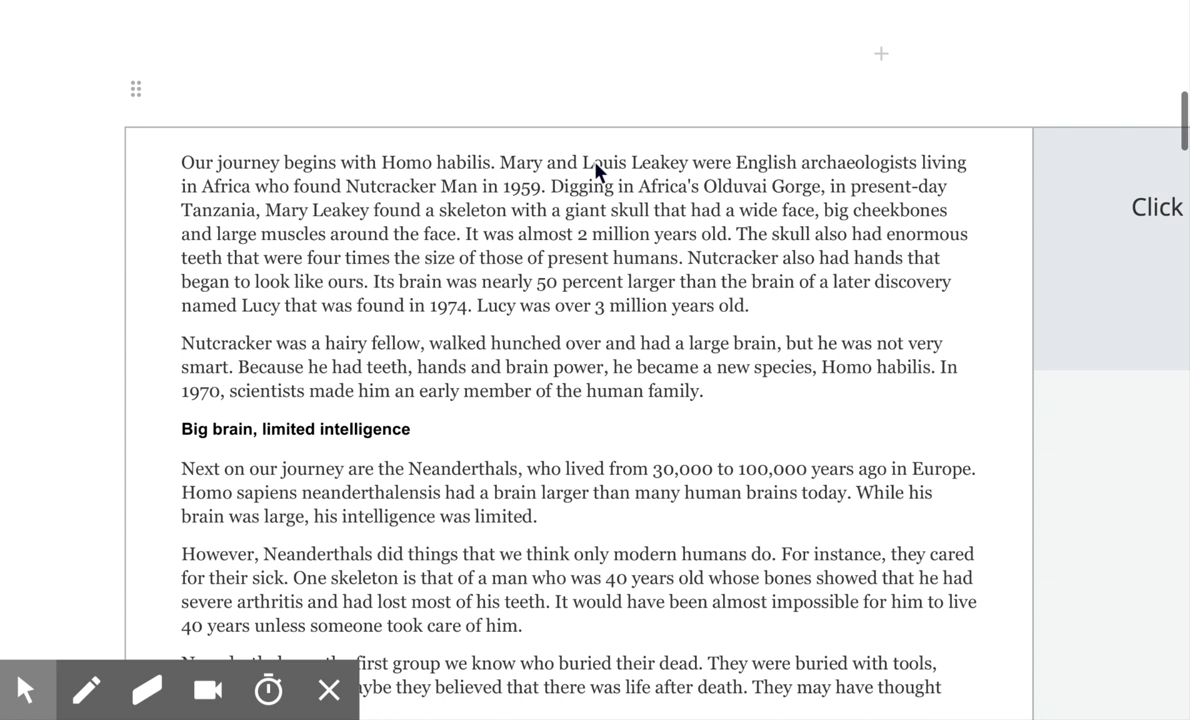 Our journey begins with Homo habilis. Mary and Louis Leakey were English archaeologists living
in Africa who found Nutcracker Man in 1959. Digging in Africa's Olduvai Gorge, in present-day
Tanzania, Mary Leakey found a skeleton with a giant skull that had a wide face, big cheekbones
and large muscles around the face. It was almost 2 million years old. The skull also had enormous
teeth that were four times the size of those of present humans. Nutcracker also had hands that
began to look like ours. Its brain was nearly 50 percent larger than the brain of a later discovery
named Lucy that was found in 1974. Lucy was over 3 million years old.
Nutcracker was a hairy fellow, walked hunched over and had a large brain, but he was not very
smart. Because he had teeth, hands and brain power, he became a new species, Homo habilis. In
1970, scientists made him an early member of the human family.
Big brain, limited intelligence
Next on our journey are the Neanderthals, who lived from 30,000 to 100,000 years ago in Europe.
Homo sapiens neanderthalensis had a brain larger than many human brains today. While his
brain was large, his intelligence was limited.
However, Neanderthals did things that we think only modern humans do. For instance, they cared
for their sick. One skeleton is that of a man who was 40 years old whose bones showed that he had
severe arthritis and had lost most of his teeth. It would have been almost impossible for him to live
40 years unless someone took care of him.
first group we know who buried their dead. They were buried with tools,
they believed that there was life after death. They may have thought
Click